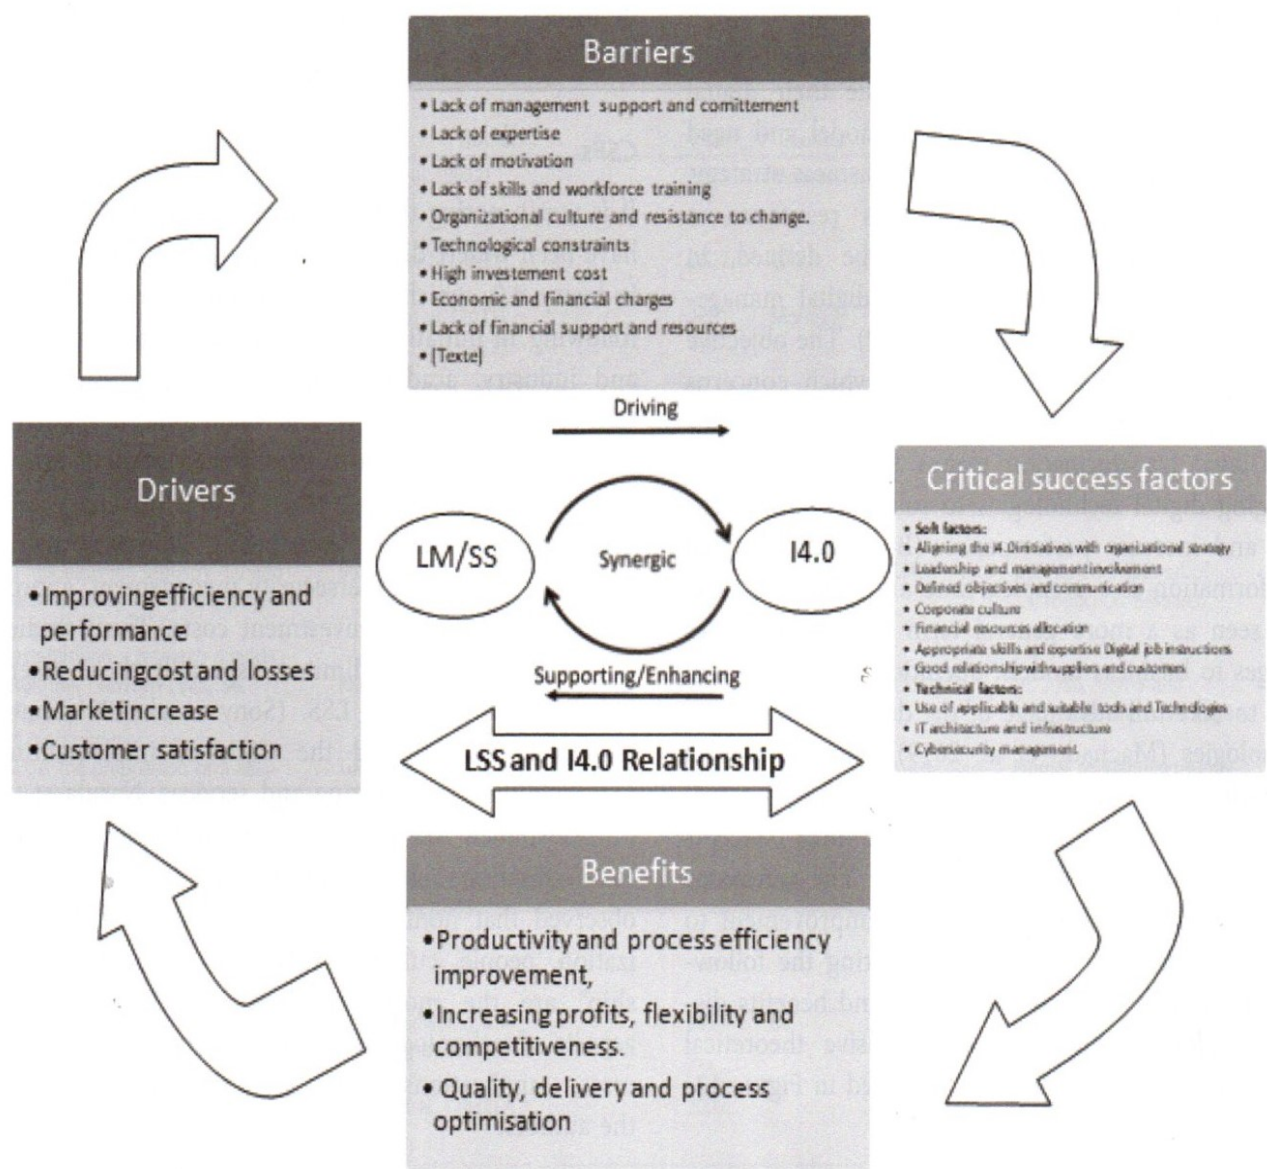 Barriers
• Lack of management support and comittement
• Lack of expertise
• Lack of motivation
• Lack of skills and workforce training
• Organizational culture and resistance to change.
• Technological constraints
• High investement cost
• Economic and financial charges
• Lack of financial support and resources
• [Texte]
Drivers
• Improvingefficiency and
performance
• Reducingcost and losses
• Marketincrease
• Customer satisfaction
Driving
LM/SS
Synergic
I4.0
Supporting/Enhancing
LSS and I4.0 Relationship
Critical success factors
• Soft factors:
• Aligning the I4.0initiatives with organizational strategy
• Leadership and managementinvolvement
• Defined objectives and communication
• Corporate culture
• Financial resources allocation
• Appropriate skills and expertise Digital job instructions
• Good relationshipwith suppliers and customers
• Technical factors:
• Use of applicable and suitable tools and Technologies
• IT architecture and infrastructure
• Cybersecurity management
Benefits
• Productivity and process efficiency
improvement,
• Increasing profits, flexibility and
competitiveness.
• Quality, delivery and process
optimisation